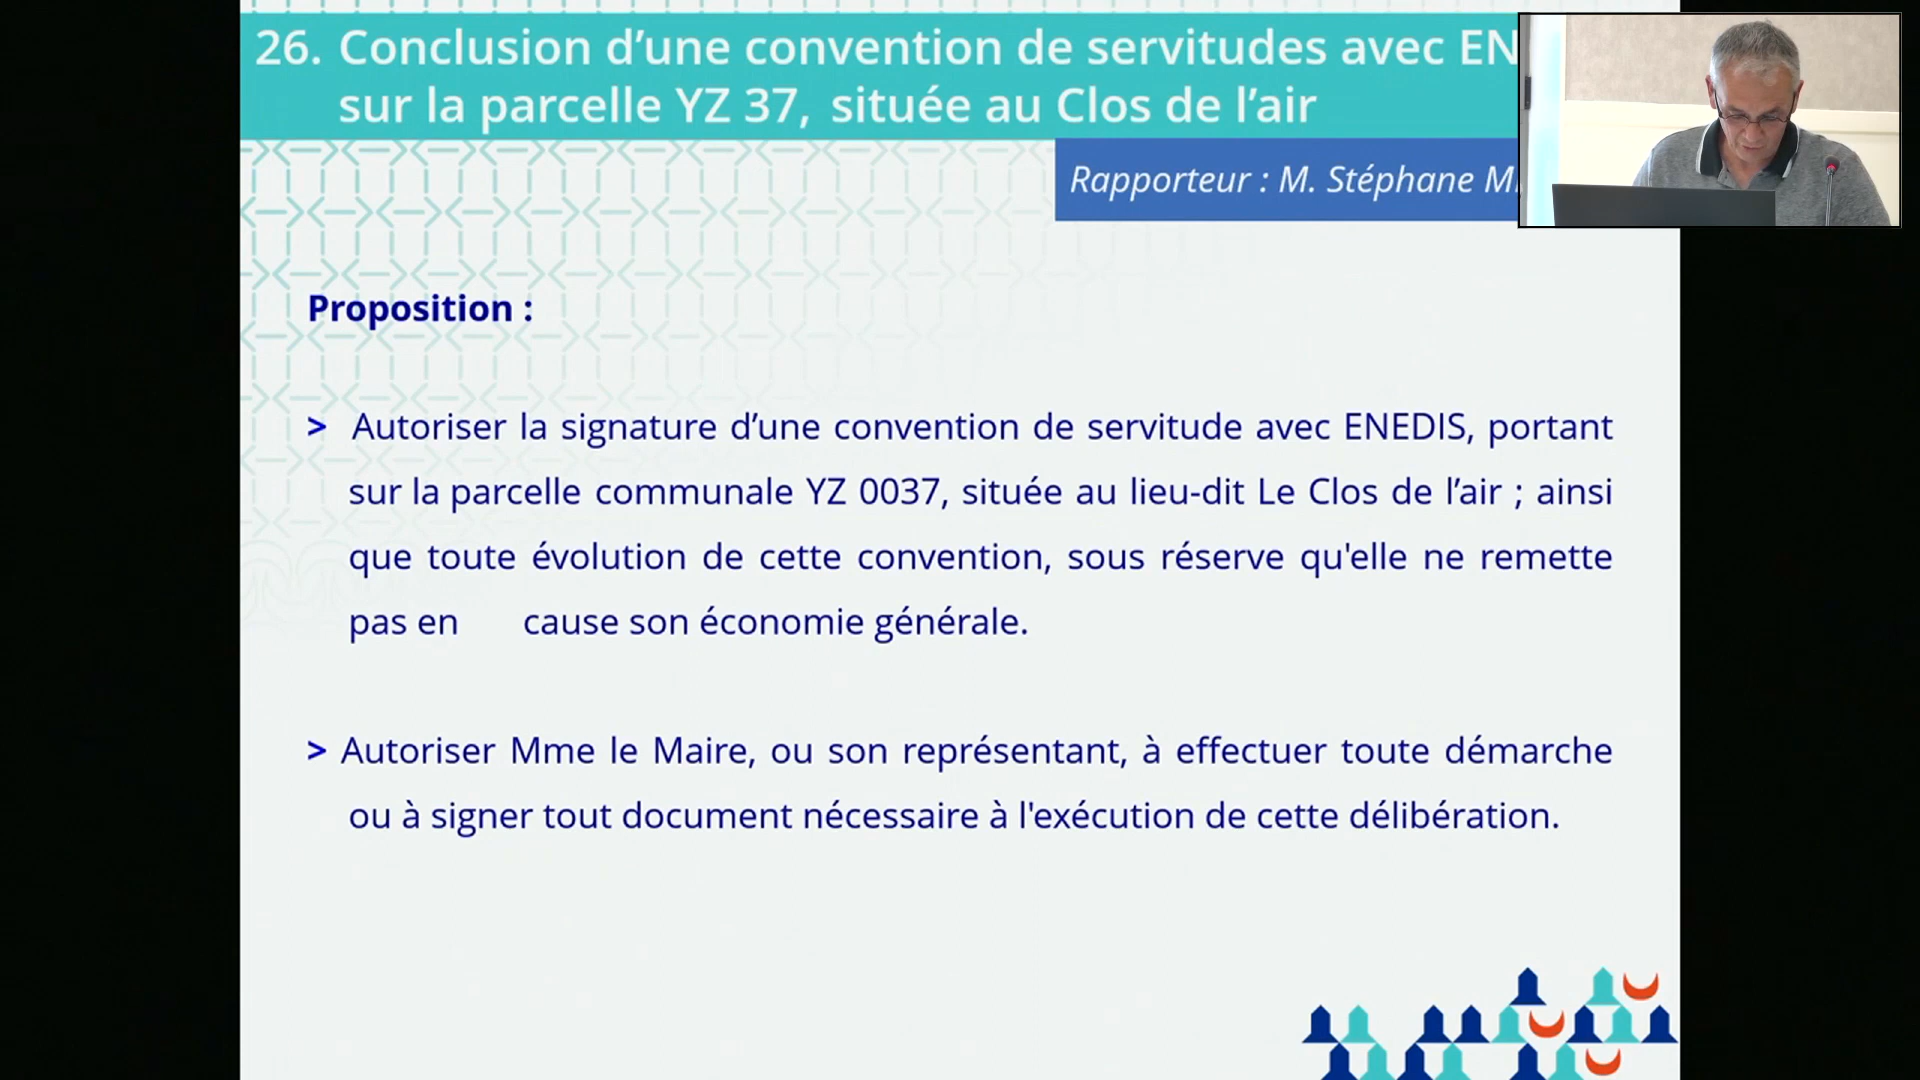 26. Conclusion d’une convention de servitudes avec EN
sur la parcelle YZ 37, située au Clos de l’air
Rapporteur : M. Stéphane
Proposition :
> Autoriser la signature d’une convention de servitude avec ENEDIS, portant
sur la parcelle communale YZ 0037, située au lieu-dit Le Clos de l’air ; ainsi
que toute évolution de cette convention, sous réserve qu'elle ne remette
pas en cause son économie générale.
> Autoriser Mme le Maire, ou son représentant, à effectuer toute démarche
ou à signer tout document nécessaire à l'exécution de cette délibération.